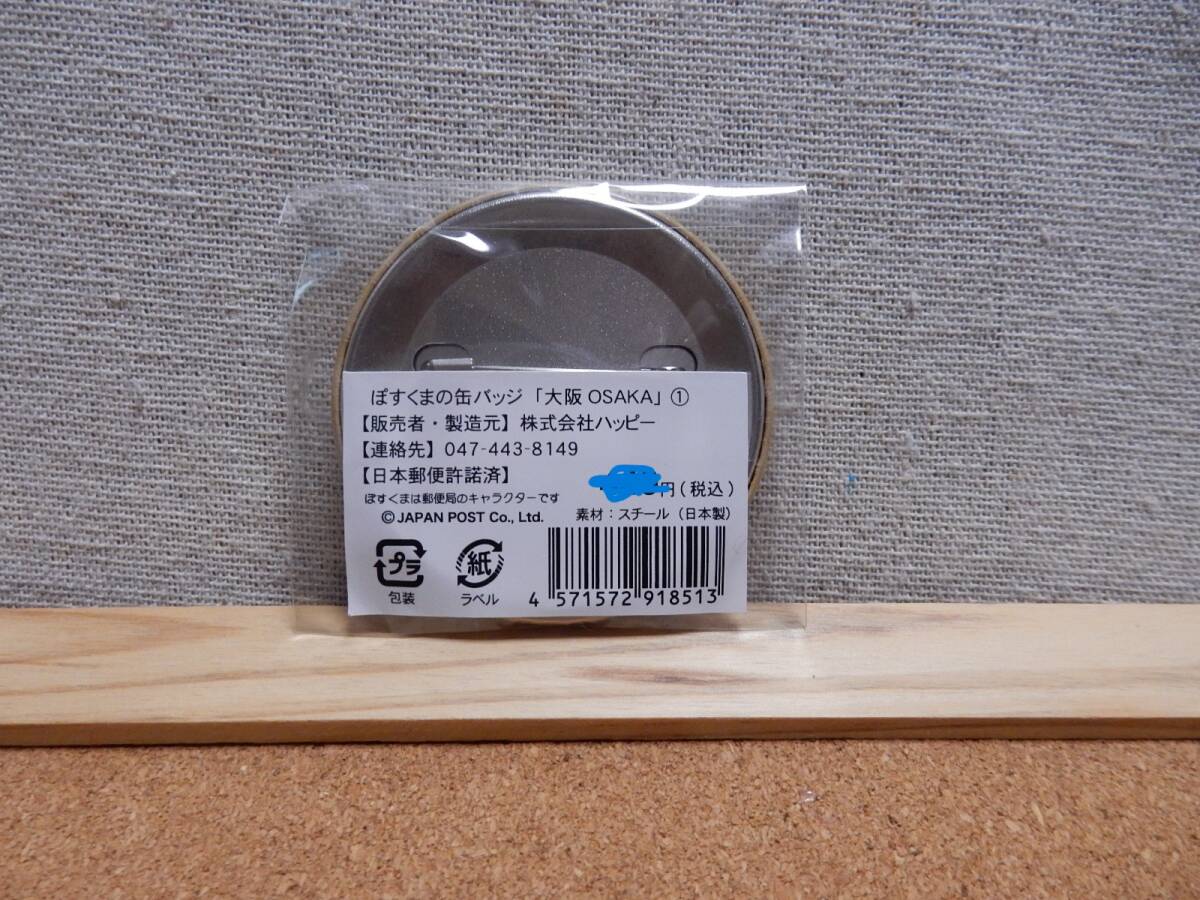 ぽすくまの缶バッジ「大阪 OSAKA」①
【販売者・製造元】株式会社ハッピー
【連絡先】047-443-8149
【日本郵便許諾済】
円(税込)
ぽすくまは郵便局のキャラクターです
©JAPAN POST Co., Ltd.
素材:スチール(日本製)
プラ
包装
紙
ラベル
4 571572 918513